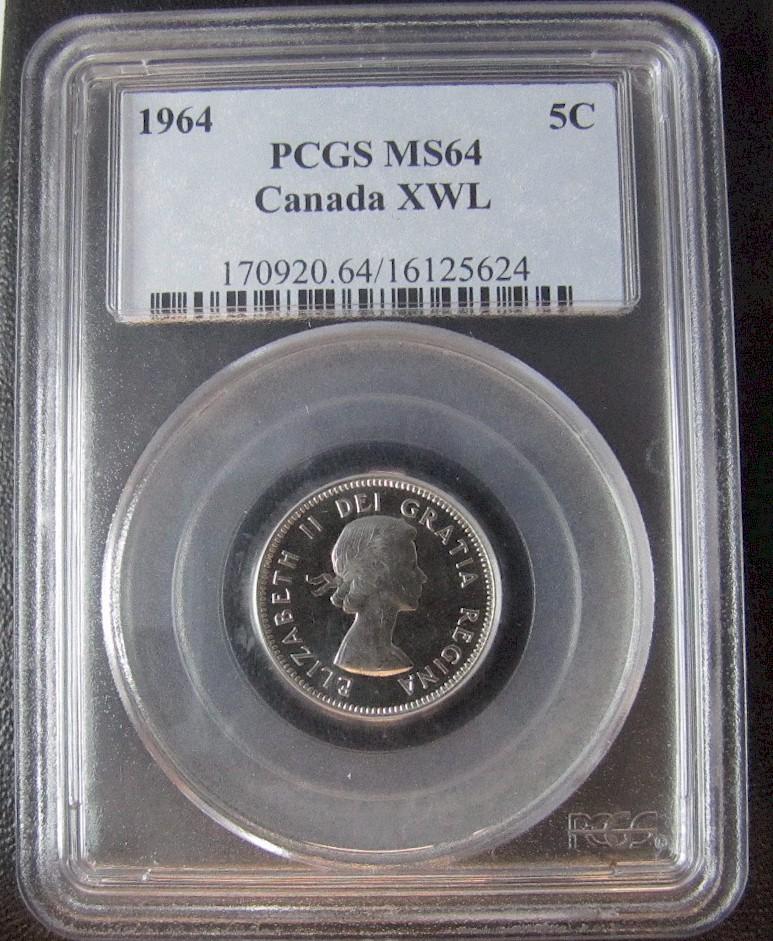 1964 5C
PCGS MS64
Canada XWL
170920.64/16125624
ELIZABETH II DEI GRATIA REGINA
PCGS